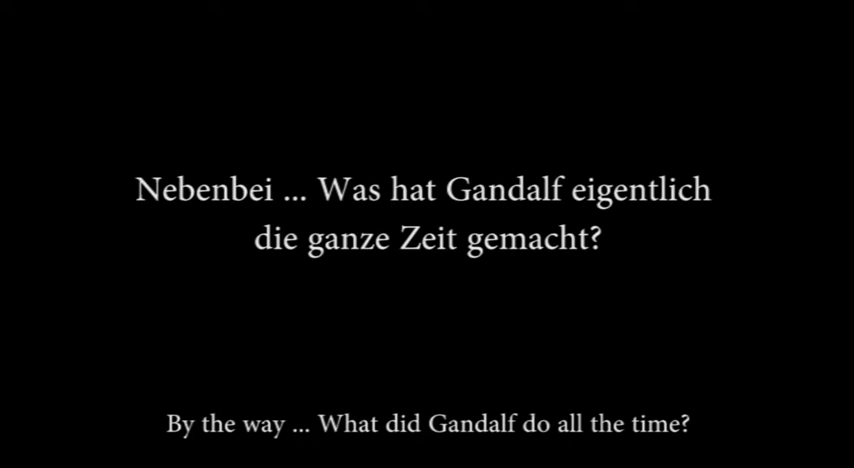 Nebenbei ... Was hat Gandalf eigentlich
die ganze Zeit gemacht?
By the way ... What did Gandalf do all the time?